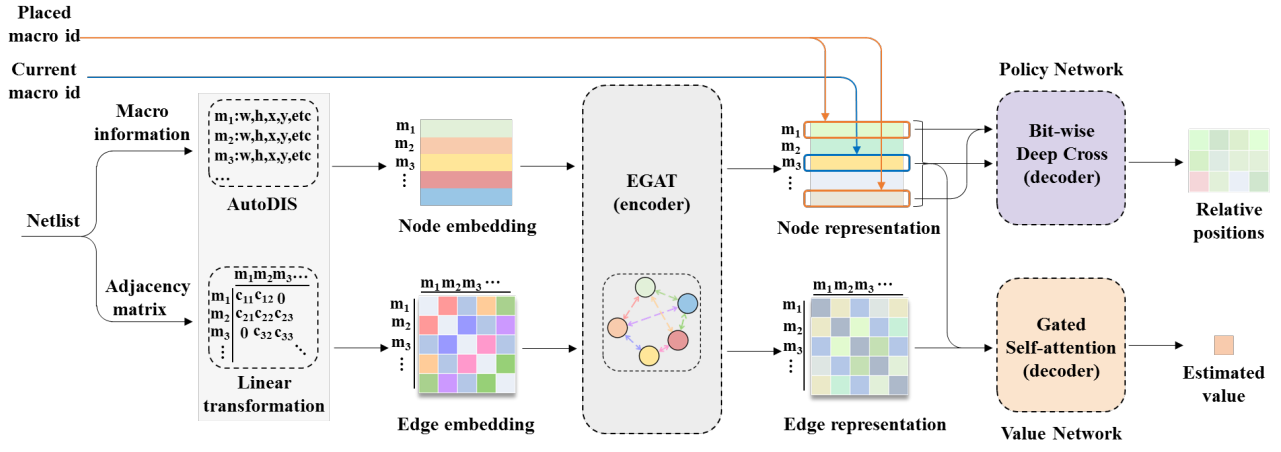 Placed
macro id
Current
macro id
Netlist
Macro
information
Adjacency
matrix
m1:w,h,x,y,etc
m2:w,h,x,y,etc
m3:w,h,x,y,etc
...
AutoDIS
m1m2m3...
m1 c11 c12 0
m2 c21 c22 c23
m3 0 c32 c33
⋮ ⋱
Linear
transformation
m1
m2
m3
⋮
Node embedding
m1m2m3 ...
m1
m2
m3
⋮
Edge embedding
EGAT
(encoder)
m1
m2
m3
⋮
Node representation
m1m2m3 ...
m1
m2
m3
⋮
Edge representation
Policy Network
Bit-wise
Deep Cross
(decoder)
Relative
positions
Gated
Self-attention
(decoder)
Value Network
Estimated
value